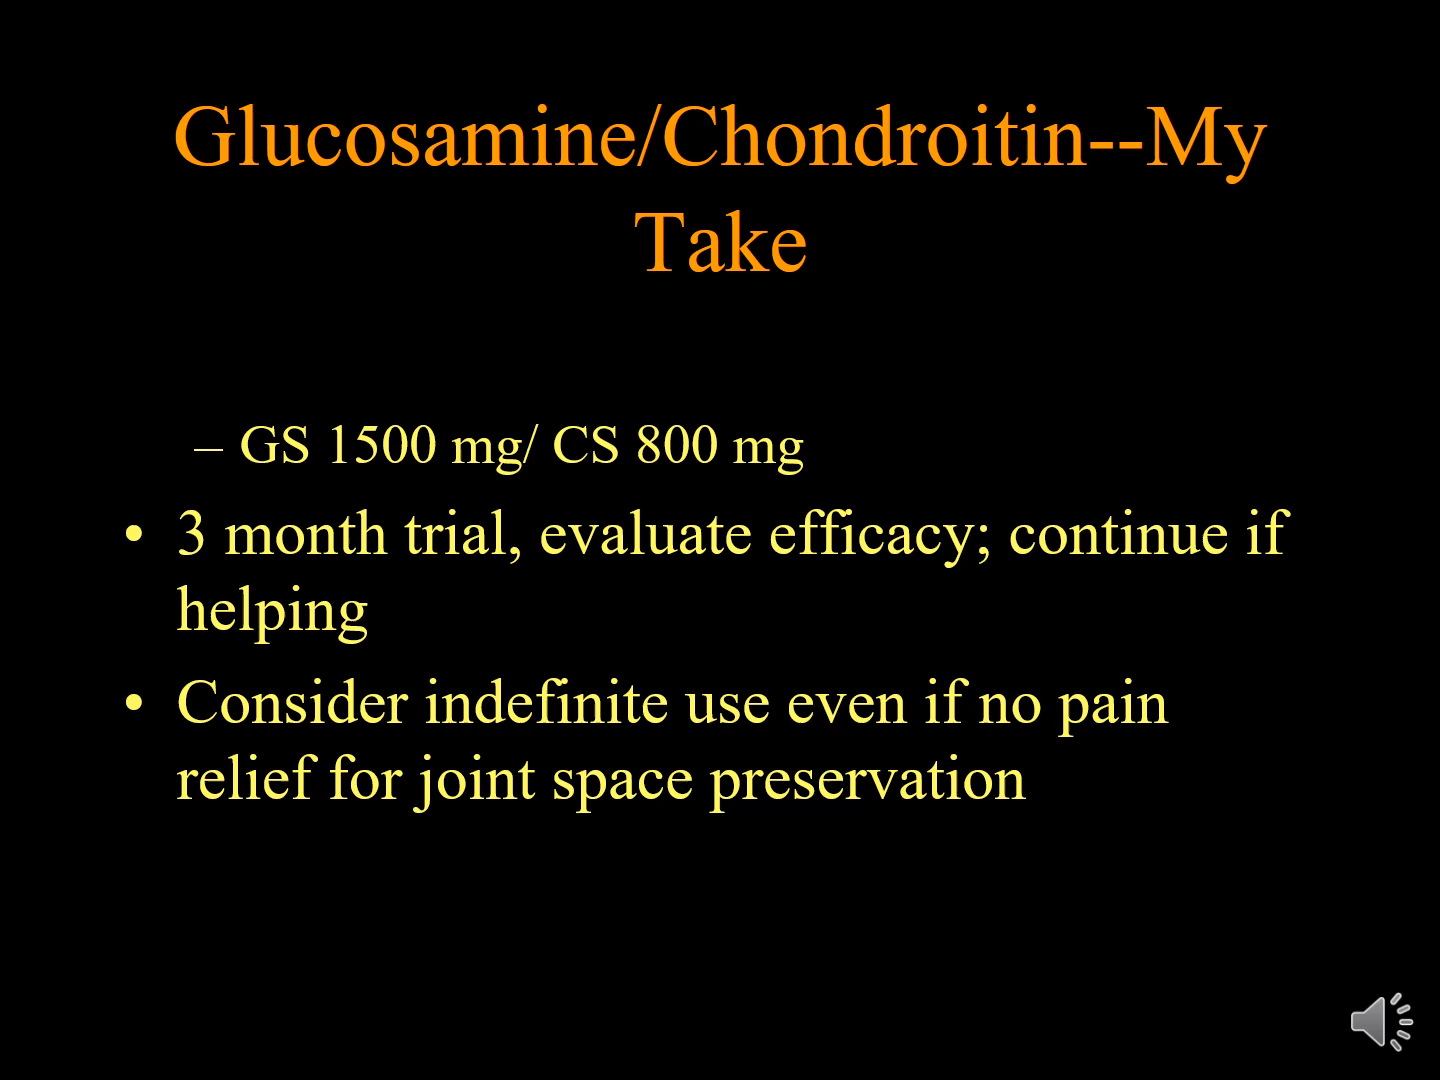 Glucosamine/Chondroitin--My
Take
– GS 1500 mg/ CS 800 mg
• 3 month trial, evaluate efficacy; continue if
helping
• Consider indefinite use even if no pain
relief for joint space preservation